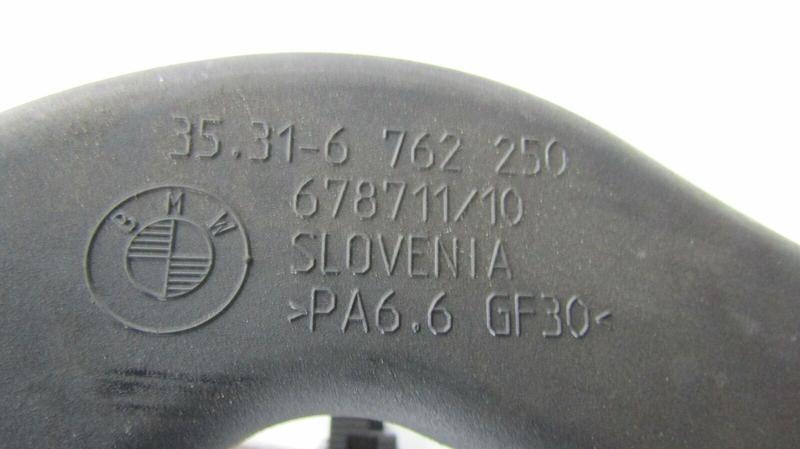 35.31-6 762 250
678711/10
BMW
SLOVENIA
>PA6.6 GF30<